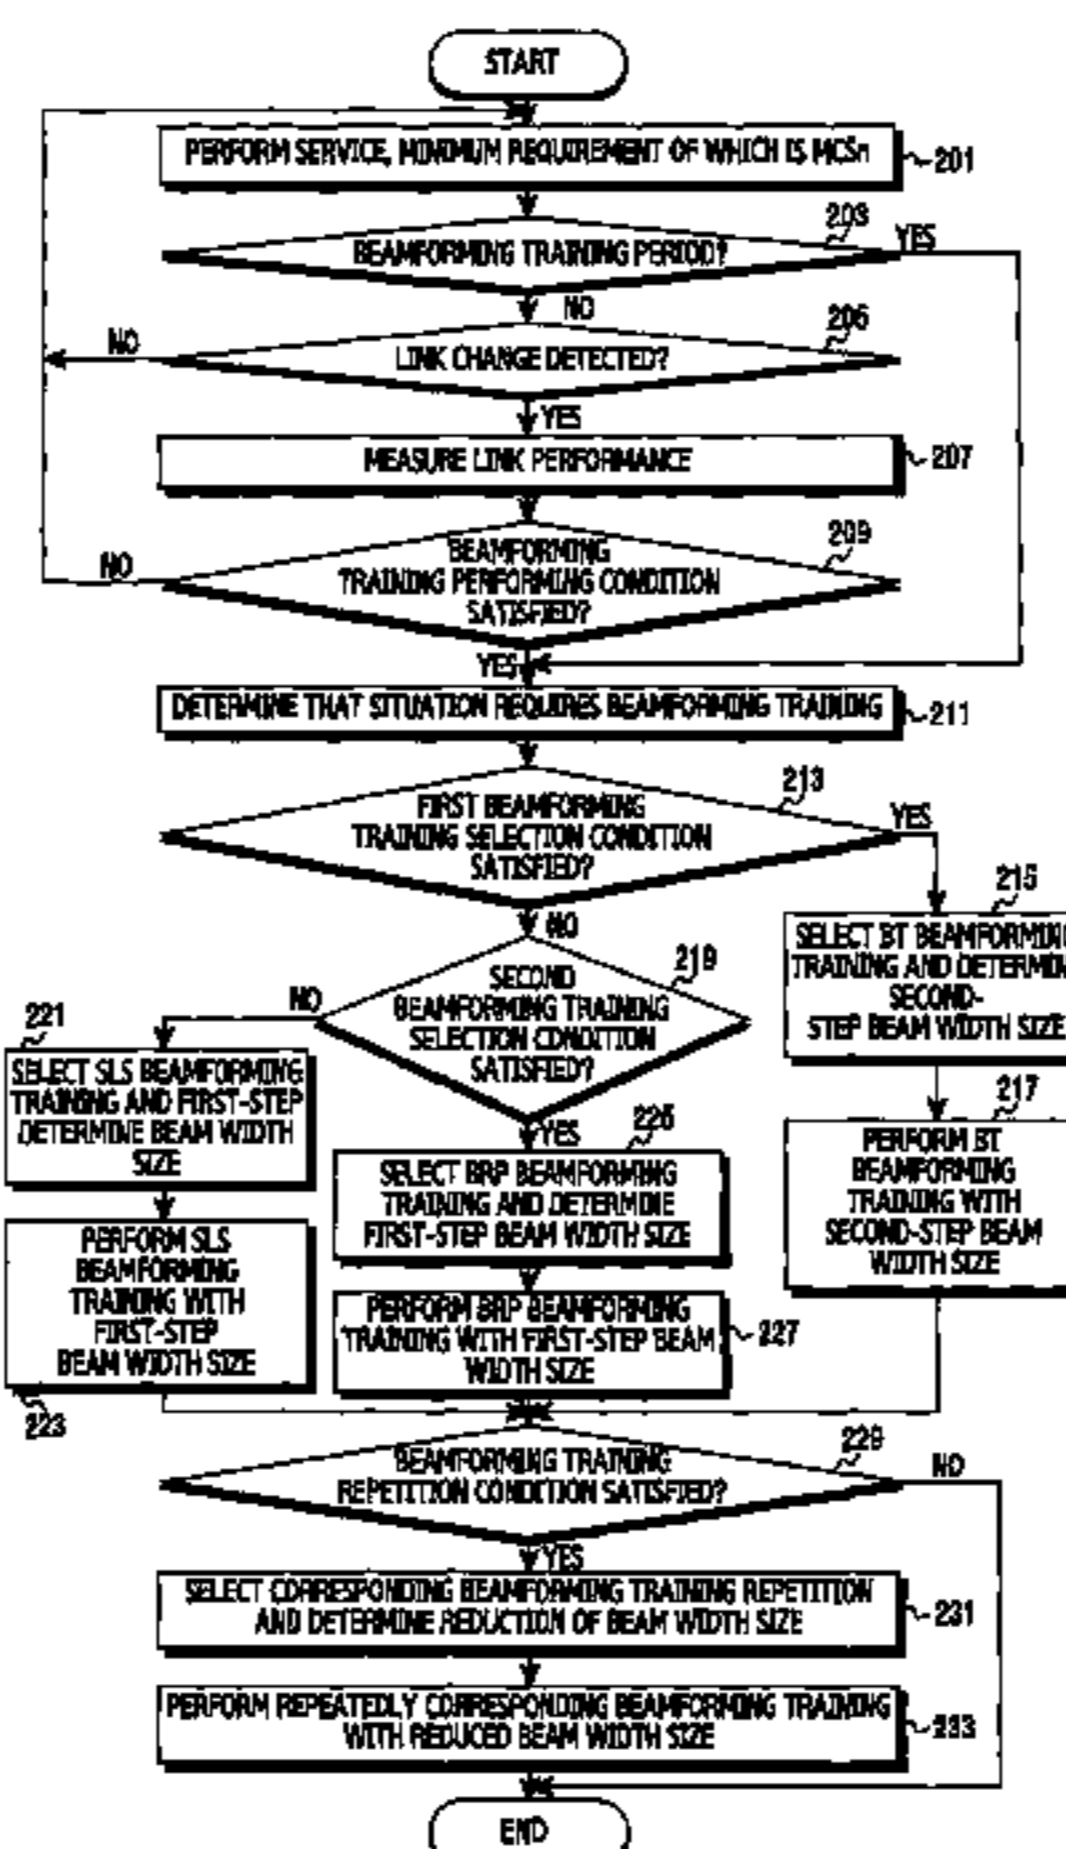 START
PERFORM SERVICE, MINIMUM REQUIREMENT OF WHICH IS MCSn
201
203
BEAMFORMING TRAINING PERIOD?
YES
NO
205
LINK CHANGE DETECTED?
NO
YES
MEASURE LINK PERFORMANCE
207
209
BEAMFORMING
TRAINING PERFORMING CONDITION
SATISFIED?
NO
YES
DETERMINE THAT SITUATION REQUIRES BEAMFORMING TRAINING
211
213
FIRST BEAMFORMING
TRAINING SELECTION CONDITION
SATISFIED?
YES
NO
215
SELECT BT BEAMFORMING
TRAINING AND DETERMINE
SECOND-
STEP BEAM WIDTH SIZE
219
SECOND
BEAMFORMING TRAINING
SELECTION CONDITION
SATISFIED?
NO
YES
221
SELECT SLS BEAMFORMING
TRAINING AND FIRST-STEP
DETERMINE BEAM WIDTH
SIZE
217
PERFORM BT
BEAMFORMING
TRAINING WITH
SECOND-STEP BEAM
WIDTH SIZE
225
SELECT BRP BEAMFORMING
TRAINING AND DETERMINE
FIRST-STEP BEAM WIDTH SIZE
PERFORM SLS
BEAMFORMING
TRAINING WITH
FIRST-STEP
BEAM WIDTH SIZE
223
PERFORM BRP BEAMFORMING
TRAINING WITH FIRST-STEP BEAM
WIDTH SIZE
227
229
BEAMFORMING TRAINING
REPETITION CONDITION SATISFIED?
NO
YES
SELECT CORRESPONDING BEAMFORMING TRAINING REPETITION
AND DETERMINE REDUCTION OF BEAM WIDTH SIZE
231
PERFORM REPEATEDLY CORRESPONDING BEAMFORMING TRAINING
WITH REDUCED BEAM WIDTH SIZE
233
END